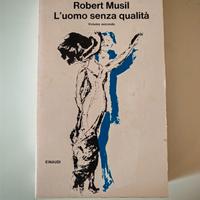 Robert Musil
L'uomo senza qualità
Volume secondo
EINAUDI